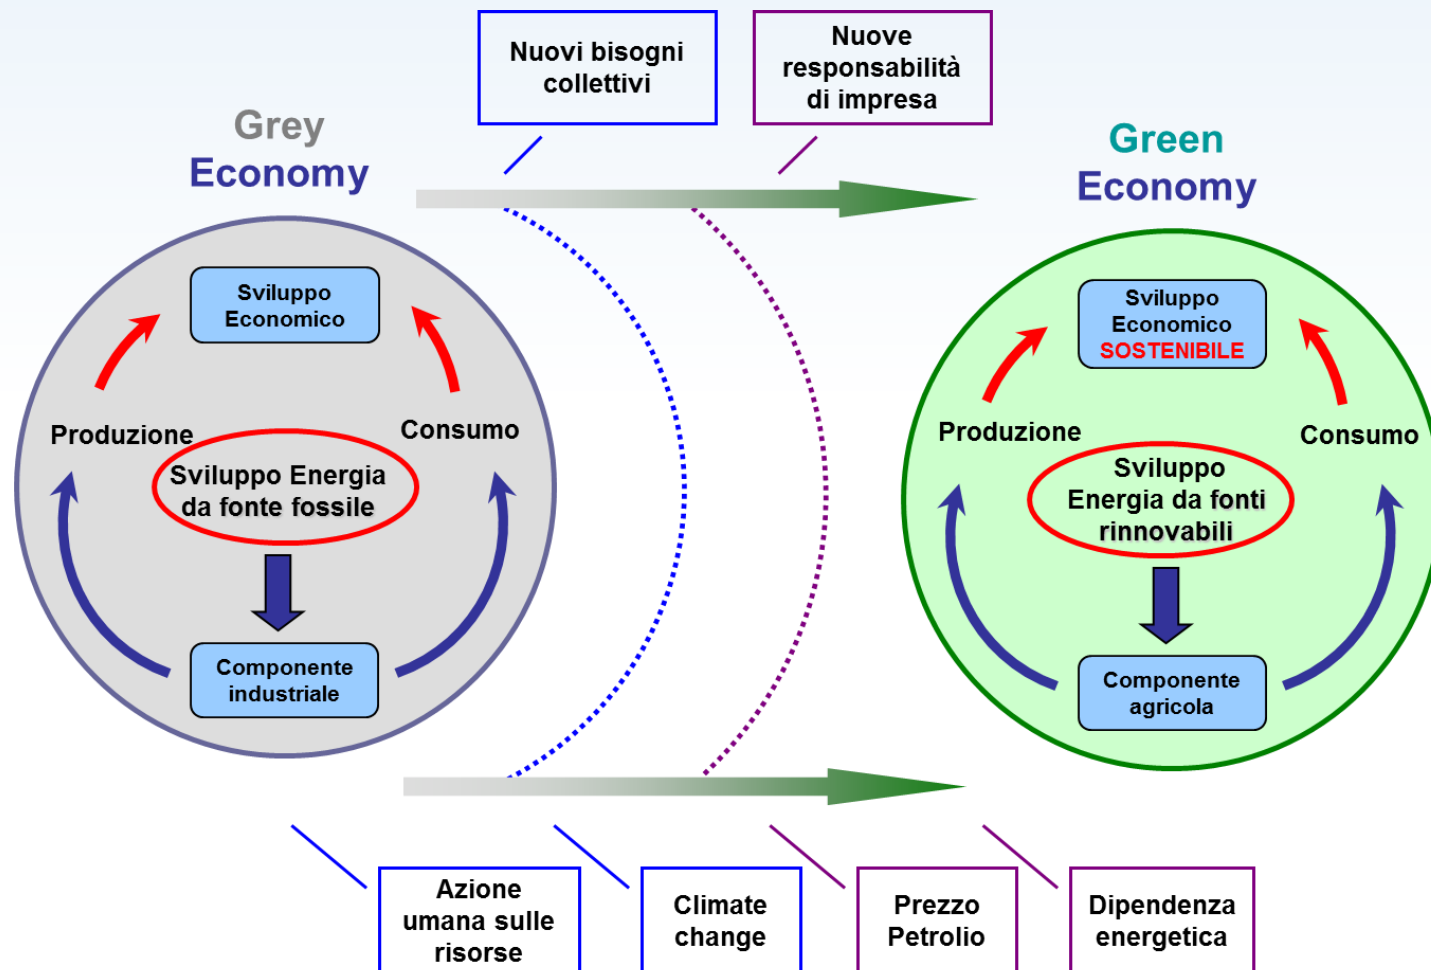 Nuovi bisogni
collettivi
Nuove
responsabilità
di impresa
Grey
Economy
Green
Economy
Sviluppo
Economico
Produzione
Consumo
Sviluppo Energia
da fonte fossile
Componente
industriale
Sviluppo
Economico
SOSTENIBILE
Produzione
Consumo
Sviluppo
Energia da fonti
rinnovabili
Componente
agricola
Azione
umana sulle
risorse
Climate
change
Prezzo
Petrolio
Dipendenza
energetica